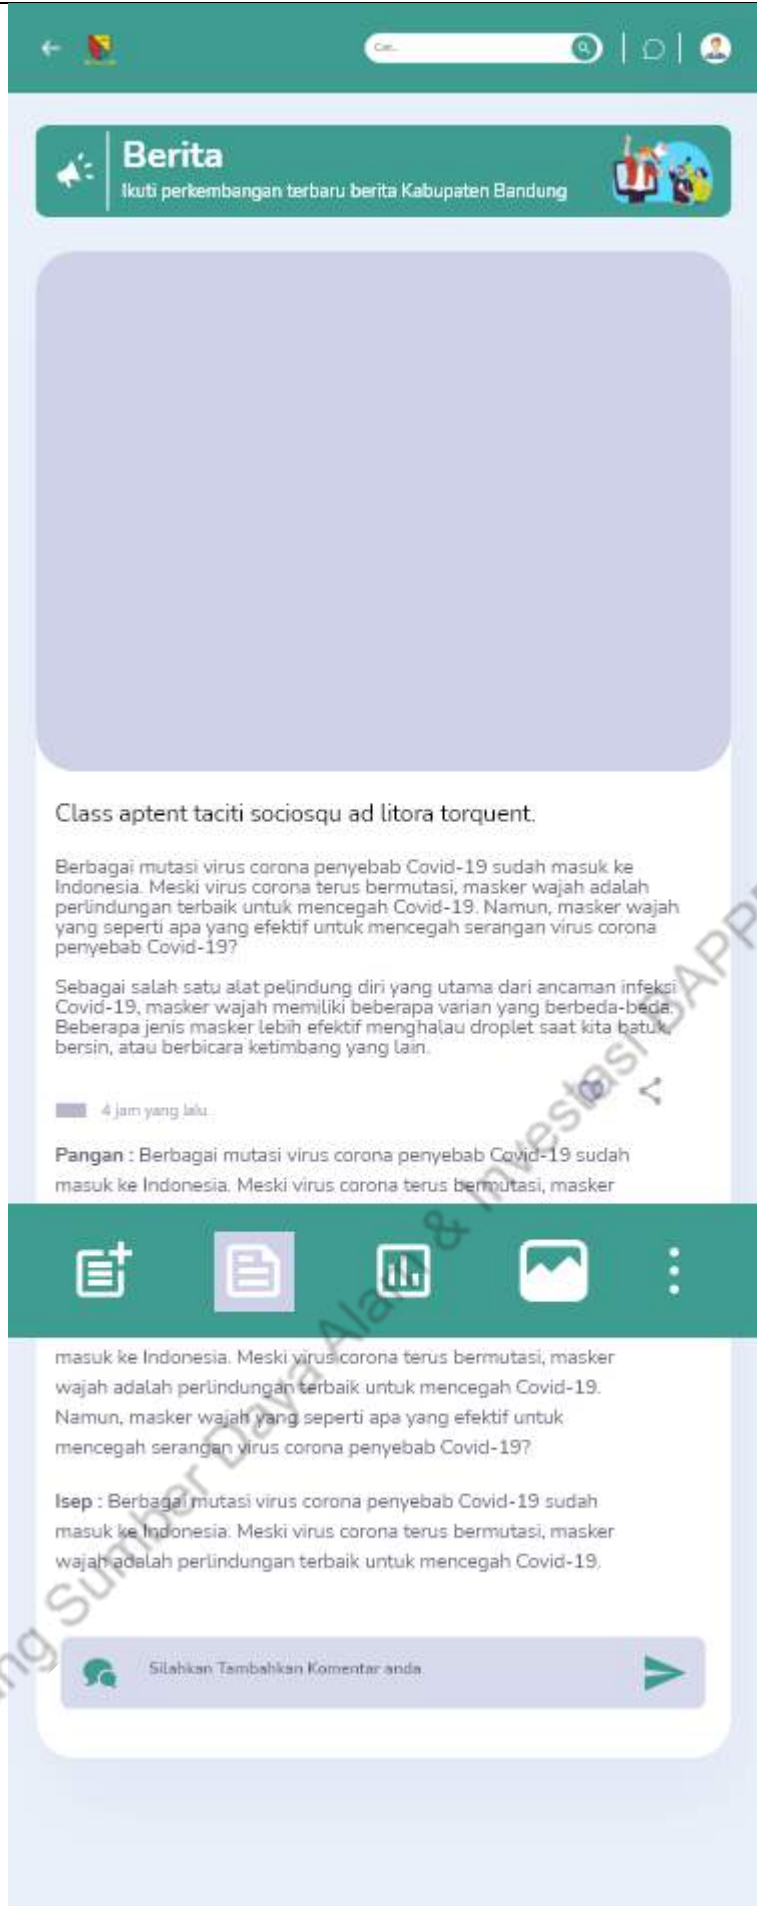 Cari...
Berita
Ikuti perkembangan terbaru berita Kabupaten Bandung
Class aptent taciti sociosqu ad litora torquent.
Berbagai mutasi virus corona penyebab Covid-19 sudah masuk ke
Indonesia. Meski virus corona terus bermutasi, masker wajah adalah
perlindungan terbaik untuk mencegah Covid-19. Namun, masker wajah
yang seperti apa yang efektif untuk mencegah serangan virus corona
penyebab Covid-19?
Sebagai salah satu alat pelindung diri yang utama dari ancaman infeksi
Covid-19, masker wajah memiliki beberapa varian yang berbeda-beda.
Beberapa jenis masker lebih efektif menghalau droplet saat kita batuk,
bersin, atau berbicara ketimbang yang lain.
4 jam yang lalu
Pangan : Berbagai mutasi virus corona penyebab Covid-19 sudah
masuk ke Indonesia. Meski virus corona terus bermutasi, masker
masuk ke Indonesia. Meski virus corona terus bermutasi, masker
wajah adalah perlindungan terbaik untuk mencegah Covid-19.
Namun, masker wajah yang seperti apa yang efektif untuk
mencegah serangan virus corona penyebab Covid-19?
Isep : Berbagai mutasi virus corona penyebab Covid-19 sudah
masuk ke Indonesia. Meski virus corona terus bermutasi, masker
wajah adalah perlindungan terbaik untuk mencegah Covid-19.
Silahkan Tambahkan Komentar anda
Sumber Daya Alam & Investasi